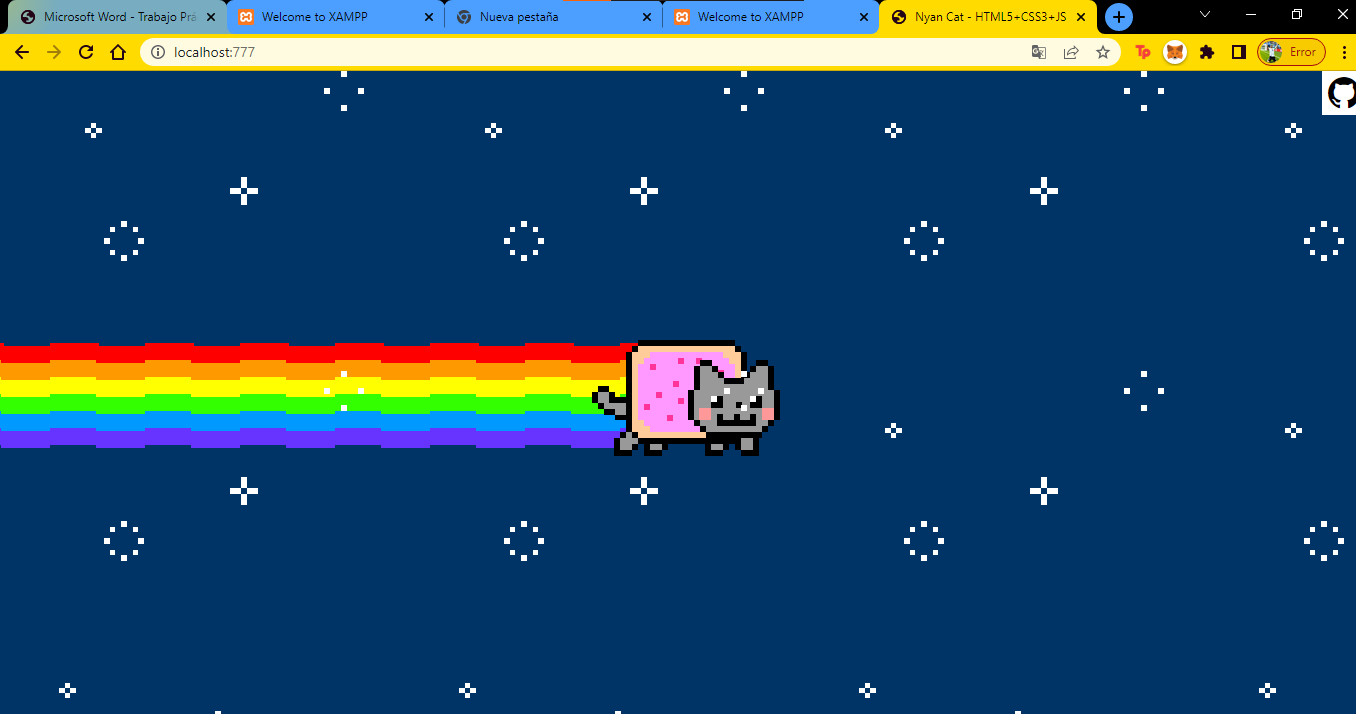 Microsoft Word - Trabajo Prá
Welcome to XAMPP
Nueva pestaña
Welcome to XAMPP
Nyan Cat - HTML5+CSS3+JS
localhost:777
Tp
Error